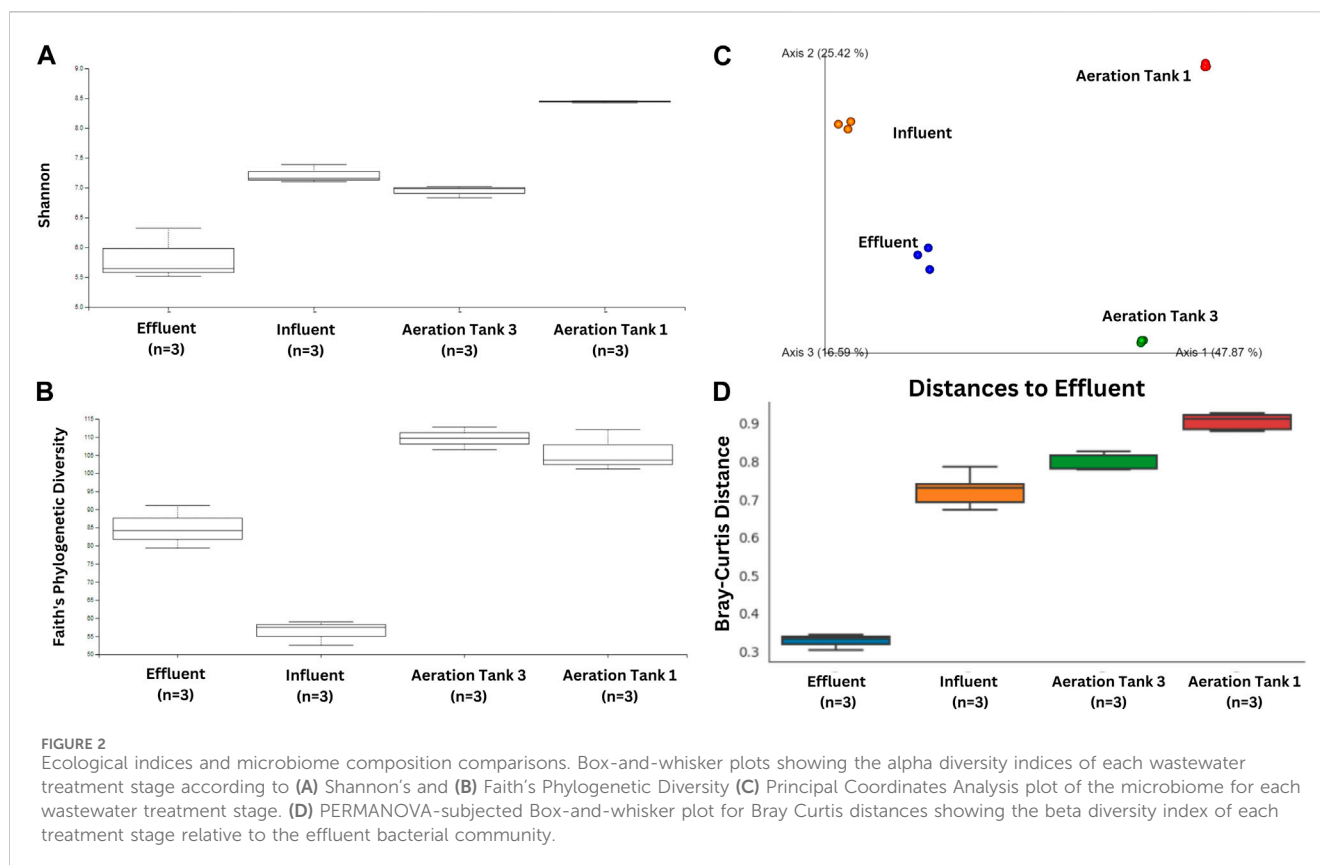 A
Shannon
9.0
8.5
8.0
7.5
7.0
6.5
6.0
5.5
5.0
Effluent
(n=3)
Influent
(n=3)
Aeration Tank 3
(n=3)
Aeration Tank 1
(n=3)
B
Faith's Phylogenetic Diversity
115
110
105
100
95
90
85
80
75
70
65
60
55
50
Effluent
(n=3)
Influent
(n=3)
Aeration Tank 3
(n=3)
Aeration Tank 1
(n=3)
C
Axis 2 (25.42 %)
Aeration Tank 1
Influent
Effluent
Aeration Tank 3
Axis 3 (16.59 %)
Axis 1 (47.87 %)
D
Distances to Effluent
Bray-Curtis Distance
0.9
0.8
0.7
0.6
0.5
0.4
0.3
Effluent
(n=3)
Influent
(n=3)
Aeration Tank 3
(n=3)
Aeration Tank 1
(n=3)
FIGURE 2
Ecological indices and microbiome composition comparisons. Box-and-whisker plots showing the alpha diversity indices of each wastewater
treatment stage according to (A) Shannon's and (B) Faith's Phylogenetic Diversity (C) Principal Coordinates Analysis plot of the microbiome for each
wastewater treatment stage. (D) PERMANOVA-subjected Box-and-whisker plot for Bray Curtis distances showing the beta diversity index of each
treatment stage relative to the effluent bacterial community.